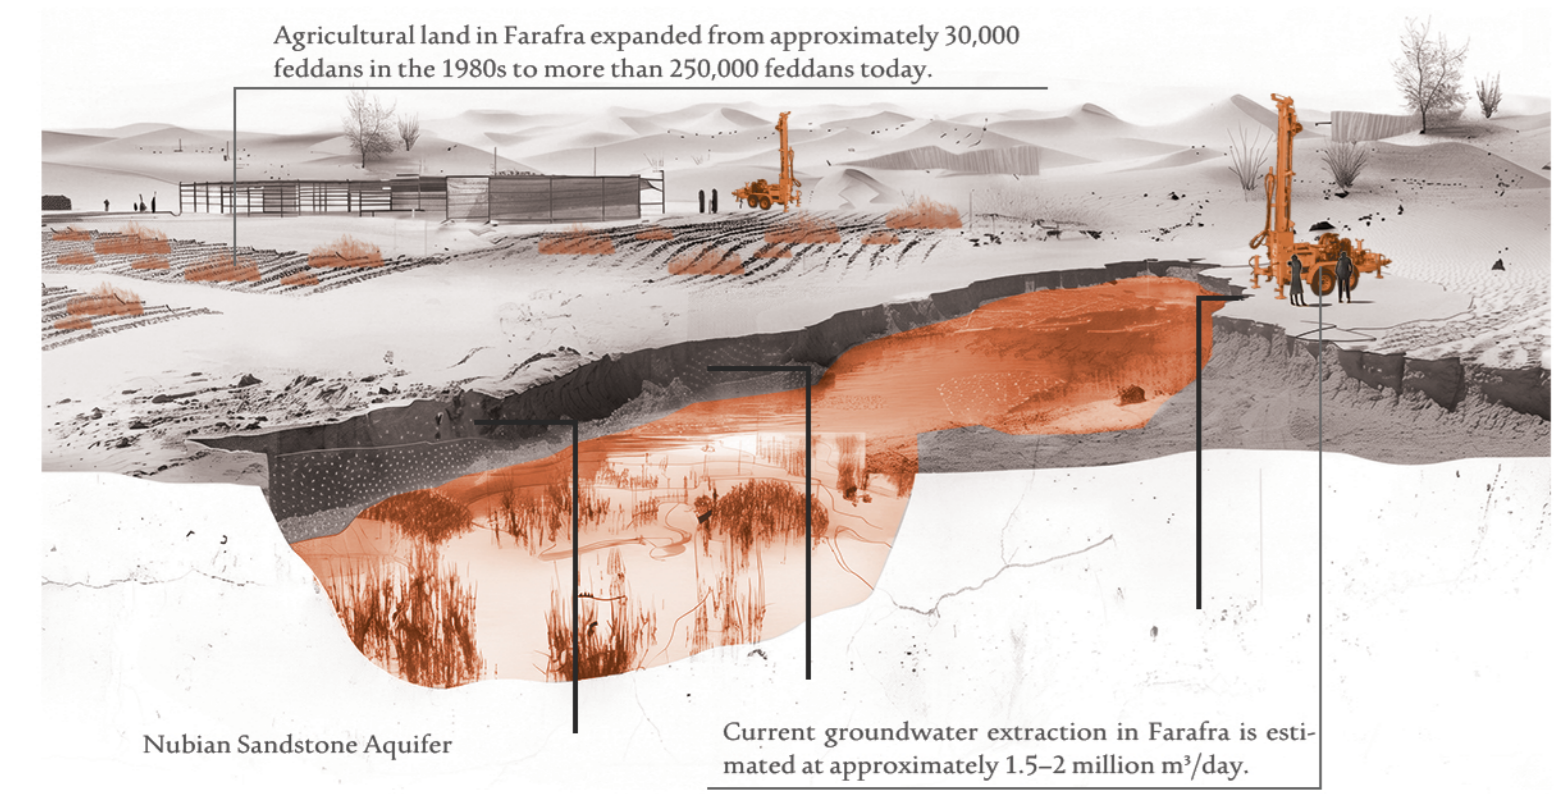 Agricultural land in Farafra expanded from approximately 30,000
feddans in the 1980s to more than 250,000 feddans today.
Nubian Sandstone Aquifer
Current groundwater extraction in Farafra is esti-
mated at approximately 1.5–2 million m³/day.